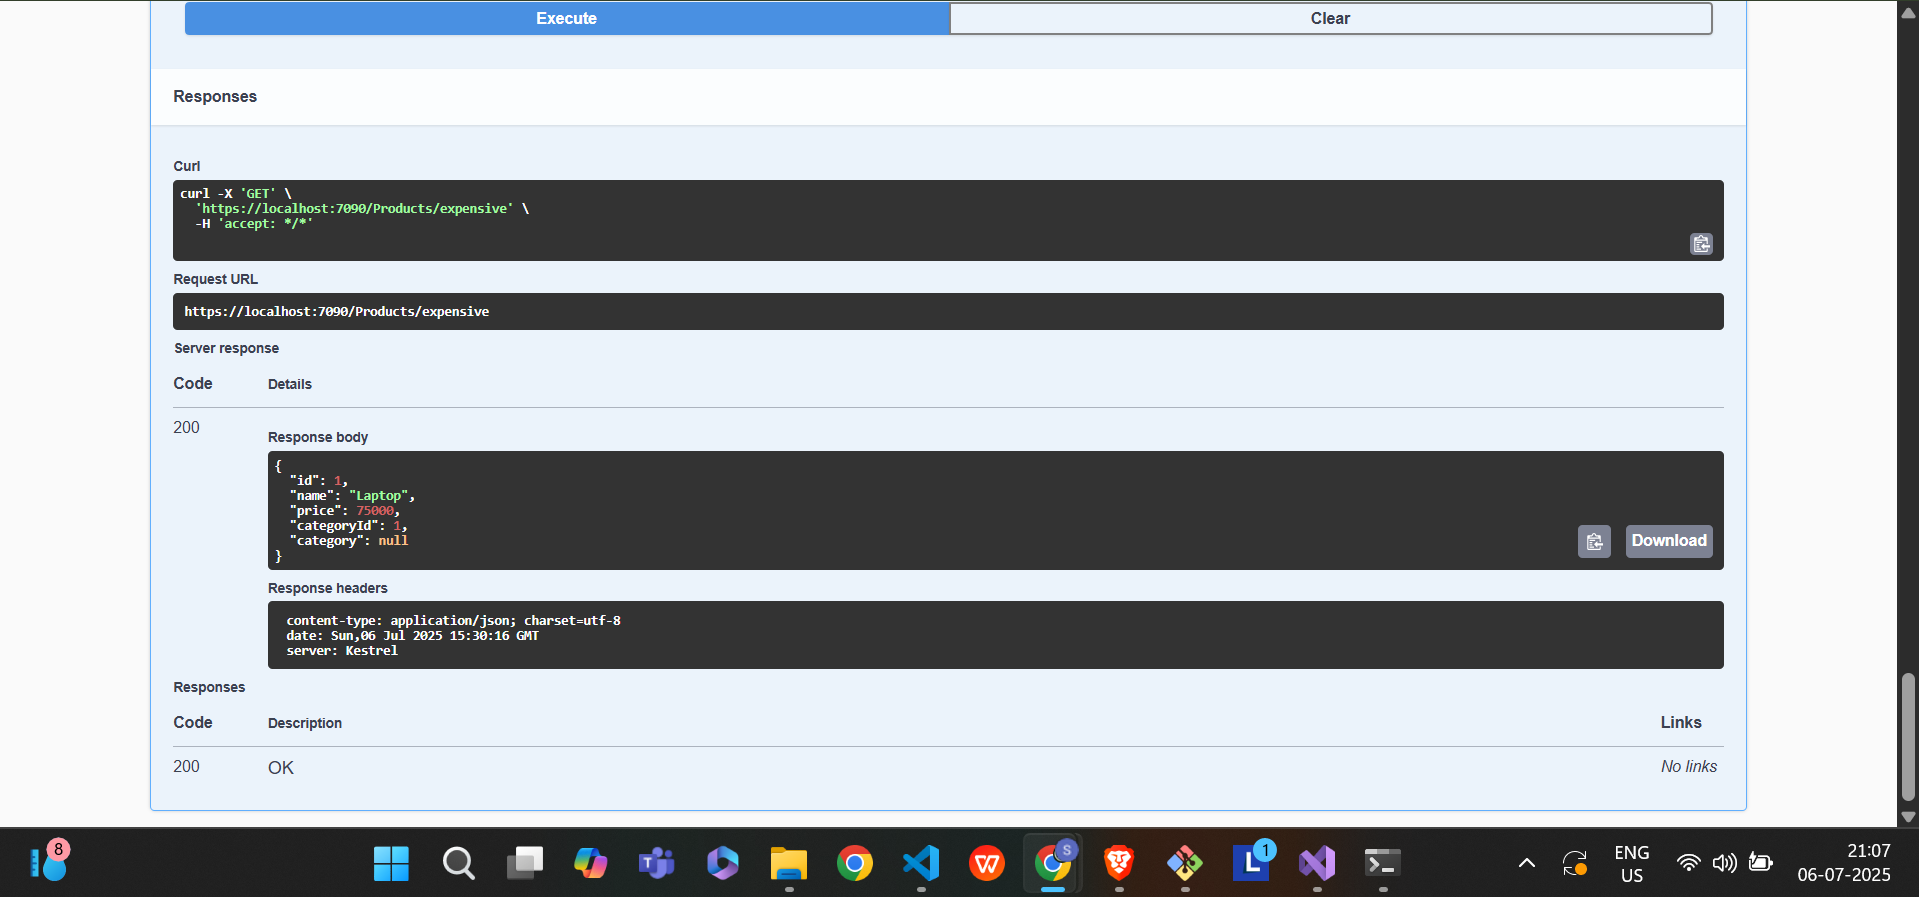 Execute
Clear
Responses
Curl
curl -X 'GET' \
'https://localhost:7090/Products/expensive' \
-H 'accept: */*'
Request URL
https://localhost:7090/Products/expensive
Server response
Code
Details
200
Response body
{
"id": 1,
"name": "Laptop",
"price": 75000,
"categoryId": 1,
"category": null
}
Download
Response headers
content-type: application/json; charset=utf-8
date: Sun,06 Jul 2025 15:30:16 GMT
server: Kestrel
Responses
Code
Description
Links
200
OK
No links
8
T
W
S
L
1
ENG
US
21:07
06-07-2025